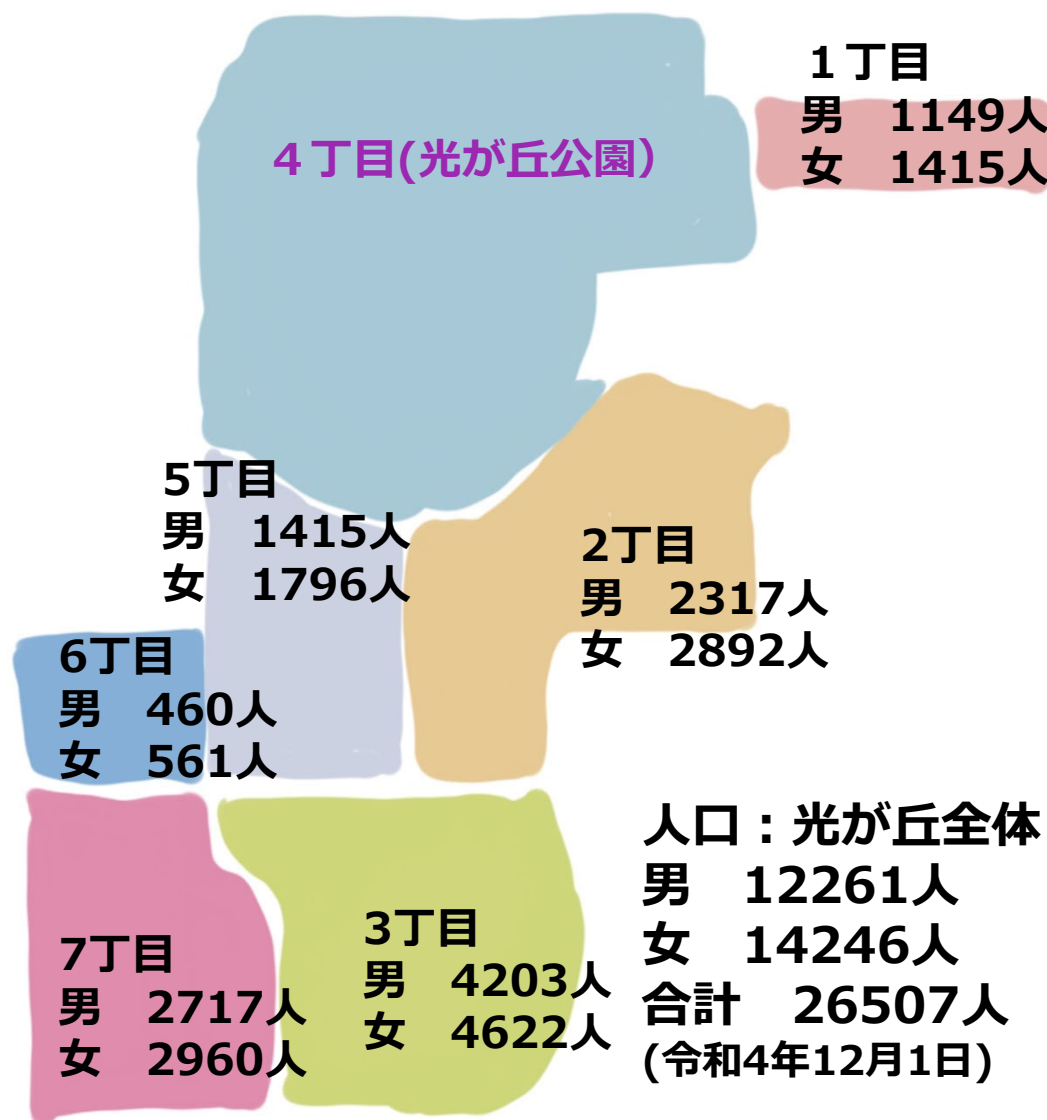 １丁目
男　1149人
女　1415人
４丁目(光が丘公園）
5丁目
男　1415人
女　1796人
2丁目
男　2317人
女　2892人
6丁目
男　460人
女　561人
7丁目
男　2717人
女　2960人
3丁目
男　4203人
女　4622人
人口：光が丘全体
男　12261人
女　14246人
合計　26507人
(令和4年12月1日)